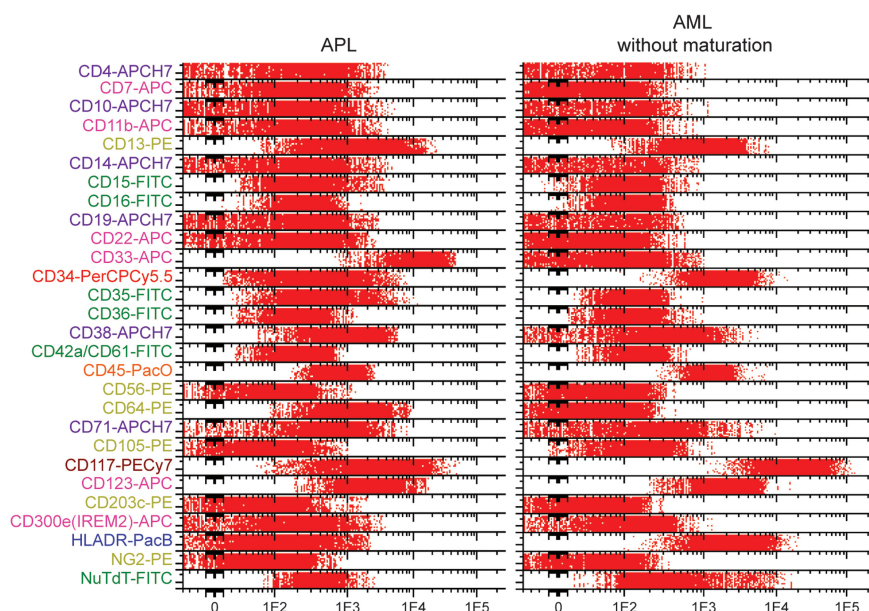 APL
AML
without maturation
CD4-APCH7
CD7-APC
CD10-APCH7
CD11b-APC
CD13-PE
CD14-APCH7
CD15-FITC
CD16-FITC
CD19-APCH7
CD22-APC
CD33-APC
CD34-PerCPCy5.5
CD35-FITC
CD36-FITC
CD38-APCH7
CD42a/CD61-FITC
CD45-PacO
CD56-PE
CD64-PE
CD71-APCH7
CD105-PE
CD117-PECy7
CD123-APC
CD203c-PE
CD300e(IREM2)-APC
HLADR-PacB
NG2-PE
NuTdT-FITC
0 1E2 1E3 1E4 1E5 0 1E2 1E3 1E4 1E5